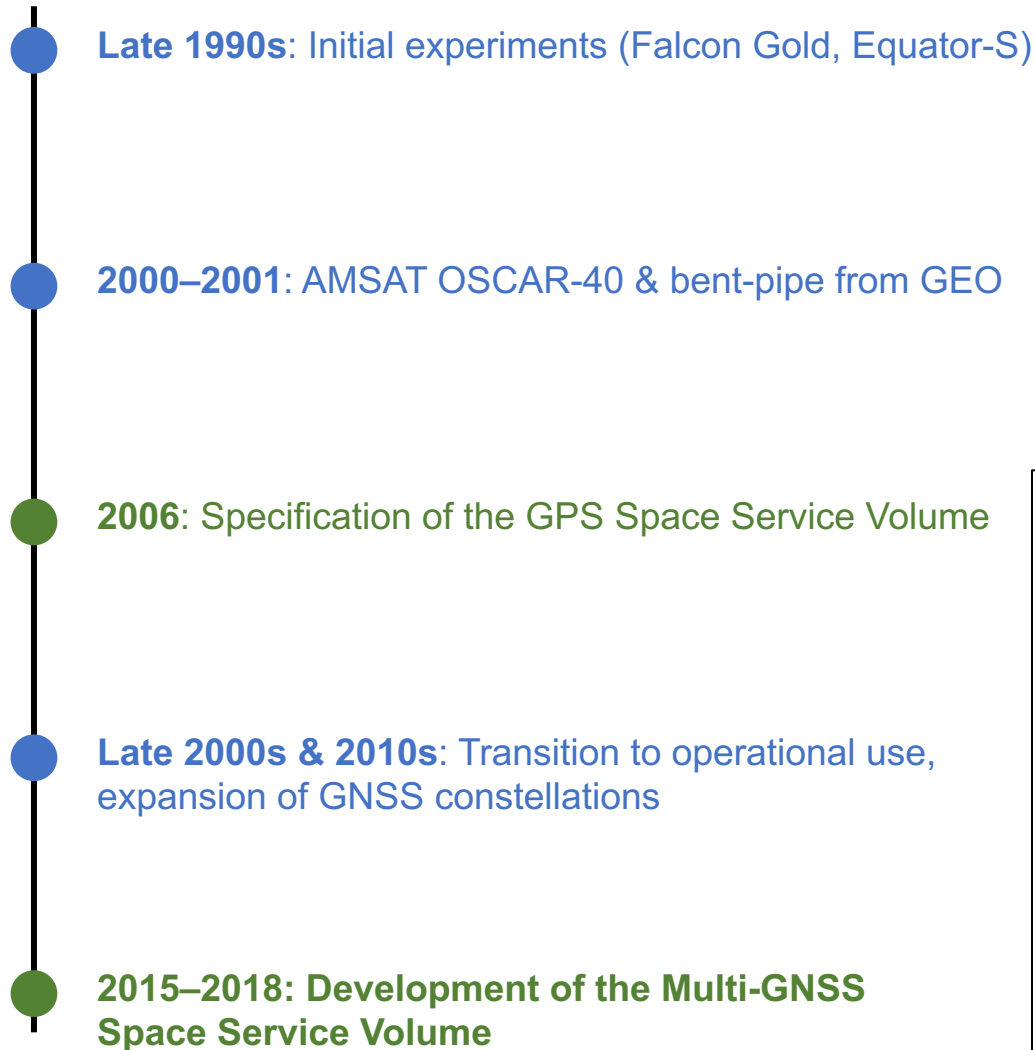 Late 1990s: Initial experiments (Falcon Gold, Equator-S)
2000–2001: AMSAT OSCAR-40 & bent-pipe from GEO
2006: Specification of the GPS Space Service Volume
Late 2000s & 2010s: Transition to operational use,
expansion of GNSS constellations
2015–2018: Development of the Multi-GNSS
Space Service Volume